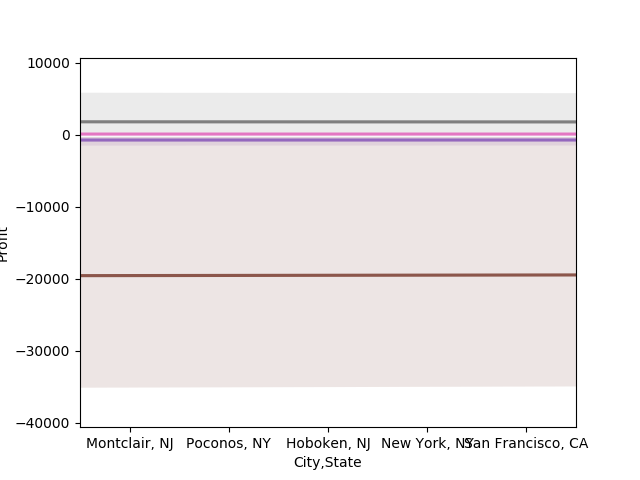 10000
0
−10000
−20000
−30000
−40000
Profit
Montclair, NJ Poconos, NY Hoboken, NJ New York, NY San Francisco, CA
City,State